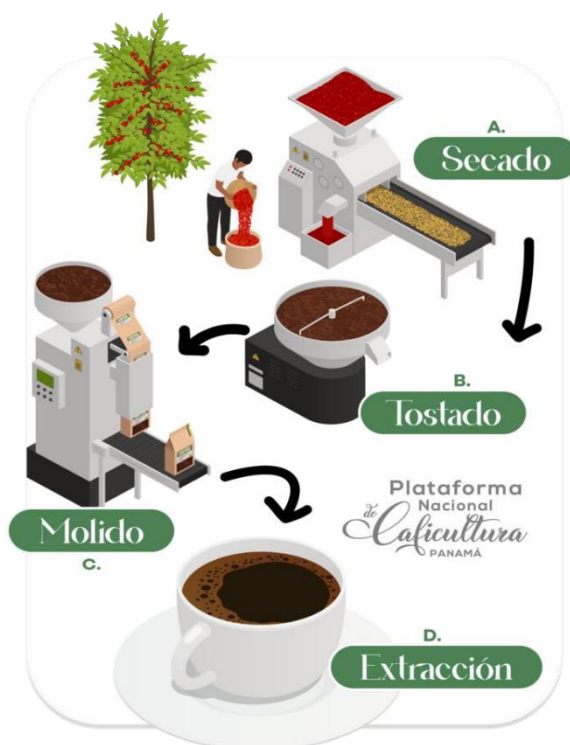 A.
Secado
B.
Tostado
Molido
C.
Plataforma
Nacional
de Caficultura
PANAMÁ
D.
Extracción